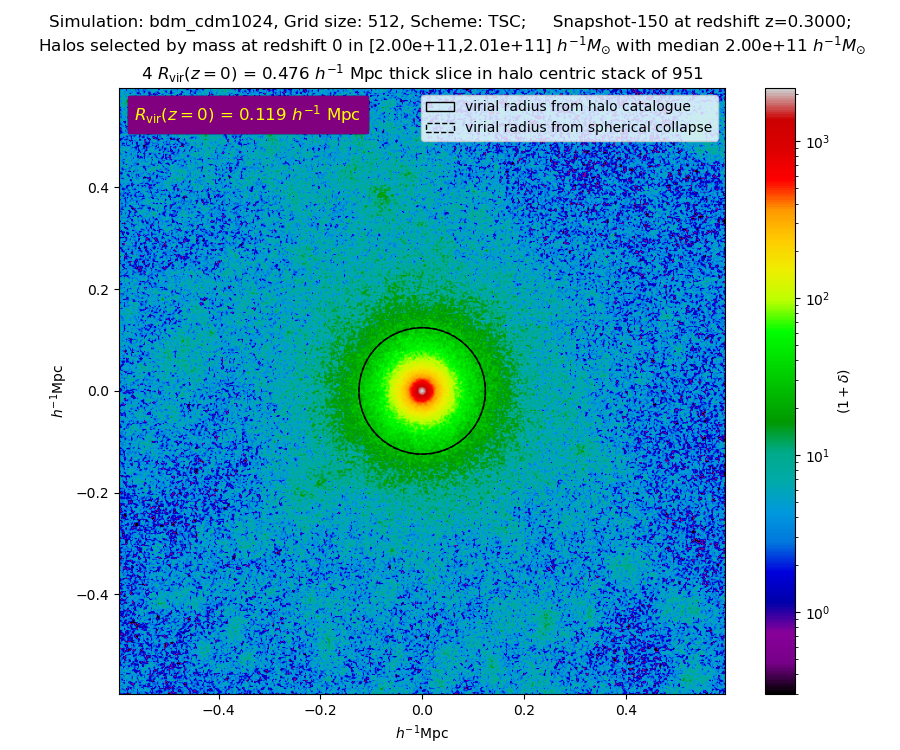 Simulation: bdm_cdm1024, Grid size: 512, Scheme: TSC;     Snapshot-150 at redshift z=0.3000;
Halos selected by mass at redshift 0 in [2.00e+11,2.01e+11] h⁻¹M⊙ with median 2.00e+11 h⁻¹M⊙
4 Rvir(z = 0) = 0.476 h⁻¹ Mpc thick slice in halo centric stack of 951
Rvir(z = 0) = 0.119 h⁻¹ Mpc
virial radius from halo catalogue
virial radius from spherical collapse
0.4
0.2
0.0
−0.2
−0.4
h⁻¹Mpc
−0.4
−0.2
0.0
0.2
0.4
h⁻¹Mpc
10³
10²
10¹
10⁰
(1 + δ)